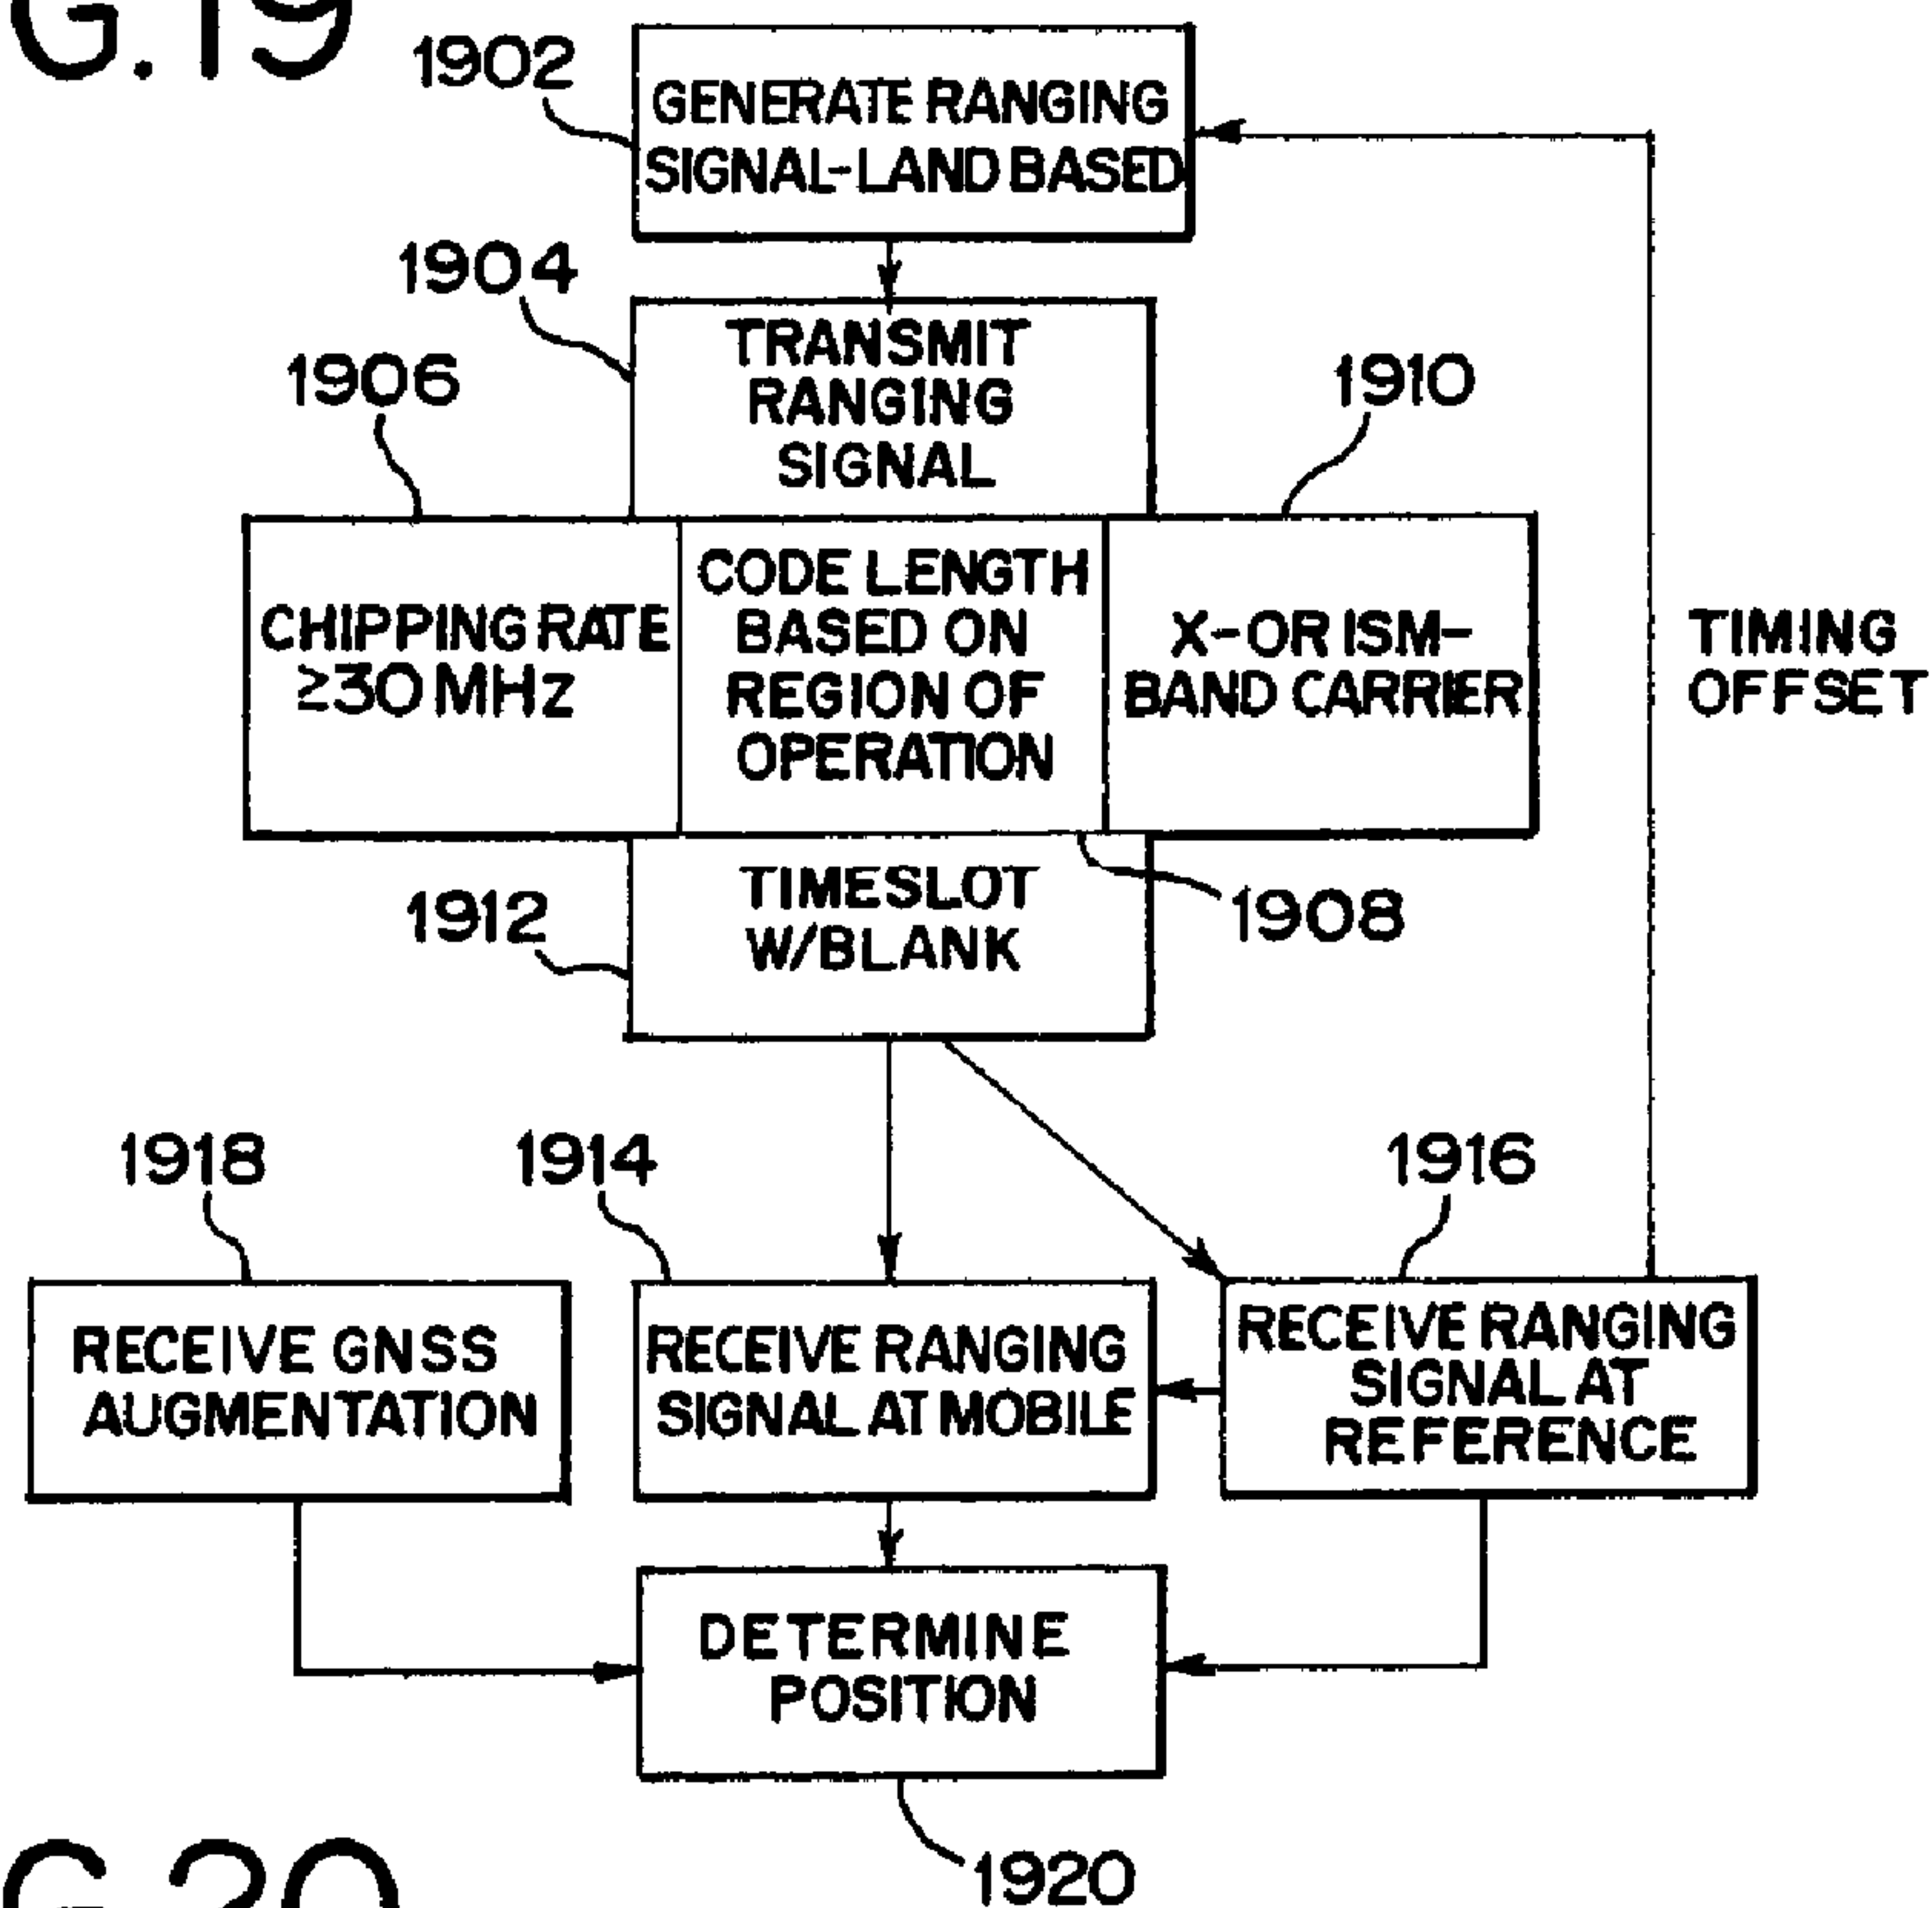 G.19
1902
GENERATE RANGING
SIGNAL-LAND BASED
1904
TRANSMIT
RANGING
SIGNAL
1906
1910
CHIPPING RATE
≥30 MHz
CODE LENGTH
BASED ON
REGION OF
OPERATION
X- OR ISM-
BAND CARRIER
TIMING
OFFSET
1912
TIMESLOT
W/BLANK
1908
1918
1914
1916
RECEIVE GNSS
AUGMENTATION
RECEIVE RANGING
SIGNAL AT MOBILE
RECEIVE RANGING
SIGNAL AT
REFERENCE
DETERMINE
POSITION
1920
G.20